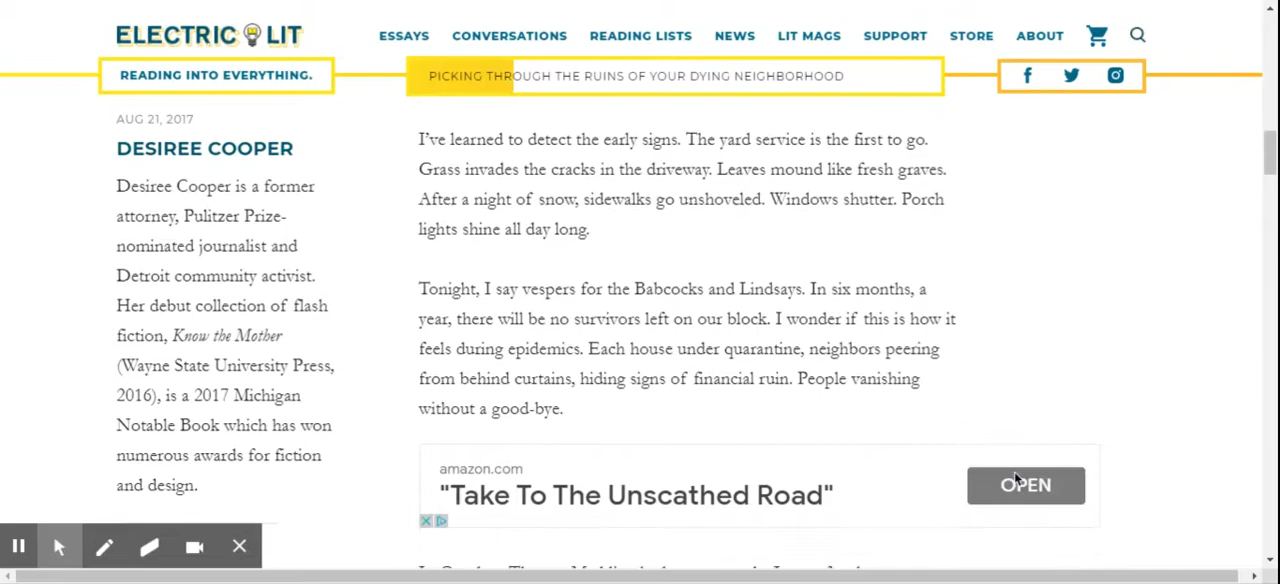 ELECTRIC LIT
ESSAYS CONVERSATIONS READING LISTS NEWS LIT MAGS SUPPORT STORE ABOUT
READING INTO EVERYTHING.
PICKING THROUGH THE RUINS OF YOUR DYING NEIGHBORHOOD
AUG 21, 2017
DESIREE COOPER
Desiree Cooper is a former
attorney, Pulitzer Prize-
nominated journalist and
Detroit community activist.
Her debut collection of flash
fiction, Know the Mother
(Wayne State University Press,
2016), is a 2017 Michigan
Notable Book which has won
numerous awards for fiction
and design.
I've learned to detect the early signs. The yard service is the first to go.
Grass invades the cracks in the driveway. Leaves mound like fresh graves.
After a night of snow, sidewalks go unshoveled. Windows shutter. Porch
lights shine all day long.
Tonight, I say vespers for the Babcocks and Lindsays. In six months, a
year, there will be no survivors left on our block. I wonder if this is how it
feels during epidemics. Each house under quarantine, neighbors peering
from behind curtains, hiding signs of financial ruin. People vanishing
without a good-bye.
amazon.com
"Take To The Unscathed Road"
OPEN